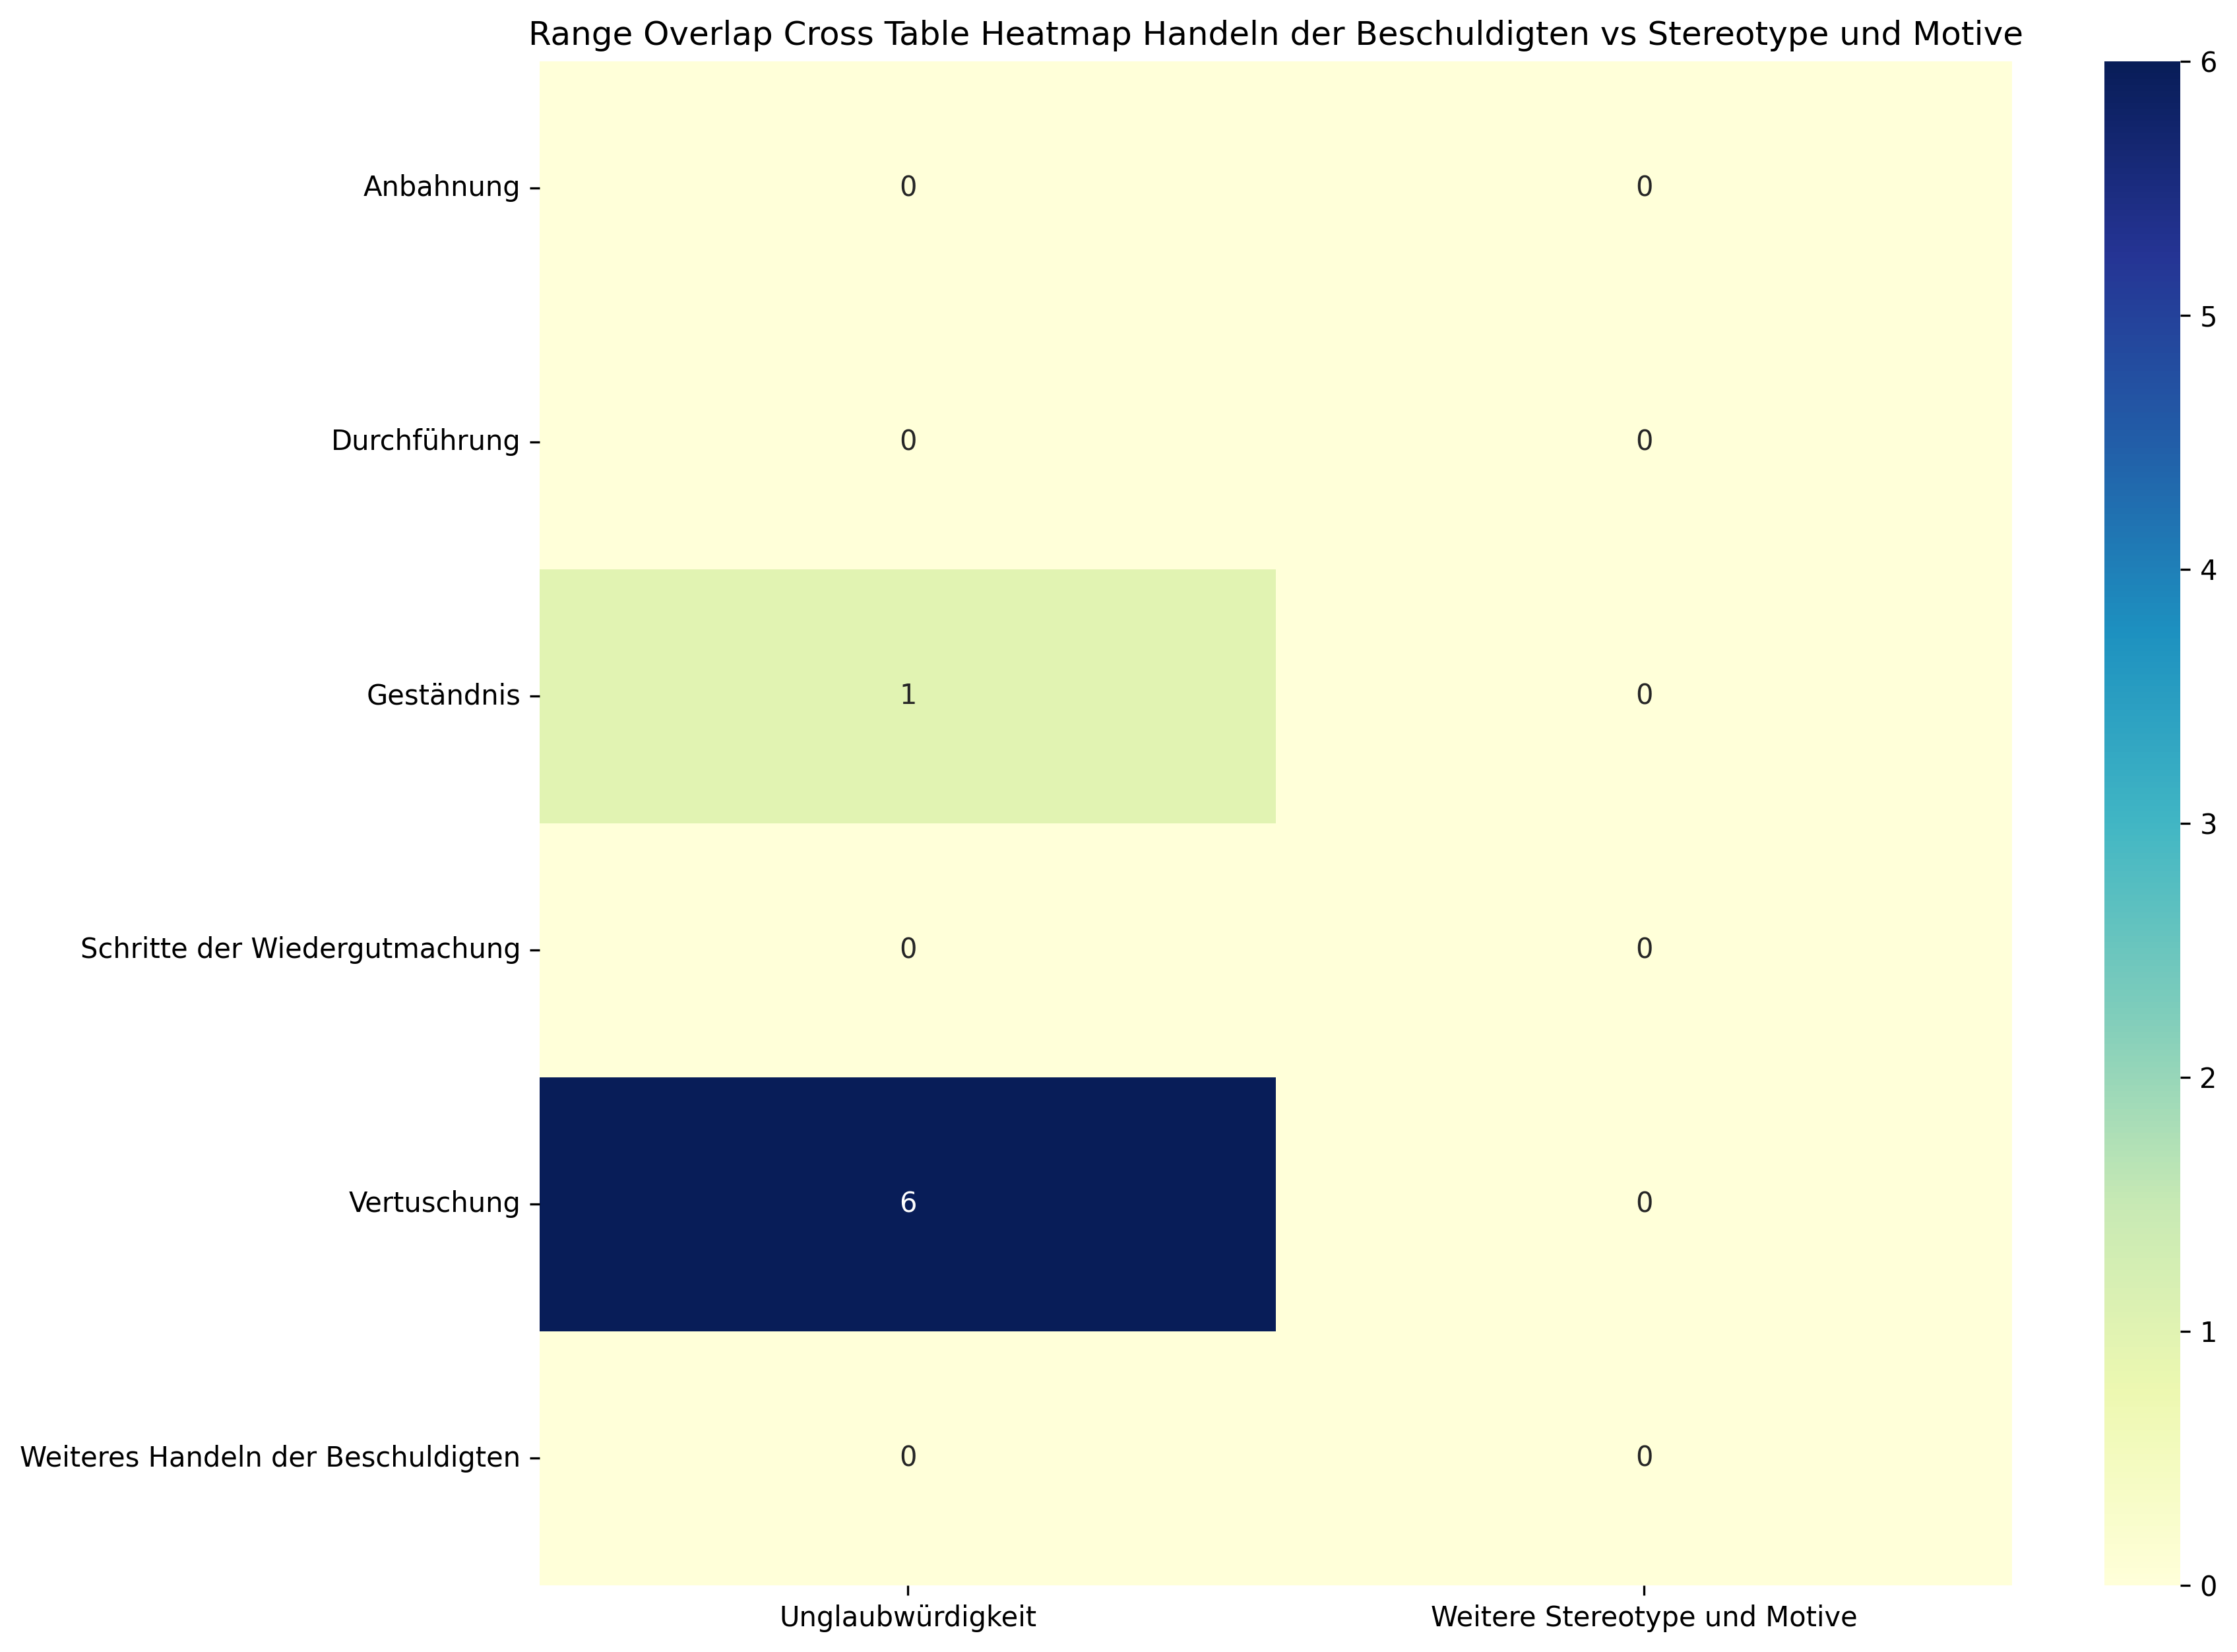 Range Overlap Cross Table Heatmap Handeln der Beschuldigten vs Stereotype und Motive
Anbahnung 0 0
Durchführung 0 0
Geständnis 1 0
Schritte der Wiedergutmachung 0 0
Vertuschung 6 0
Weiteres Handeln der Beschuldigten 0 0
Unglaubwürdigkeit Weitere Stereotype und Motive
6
5
4
3
2
1
0